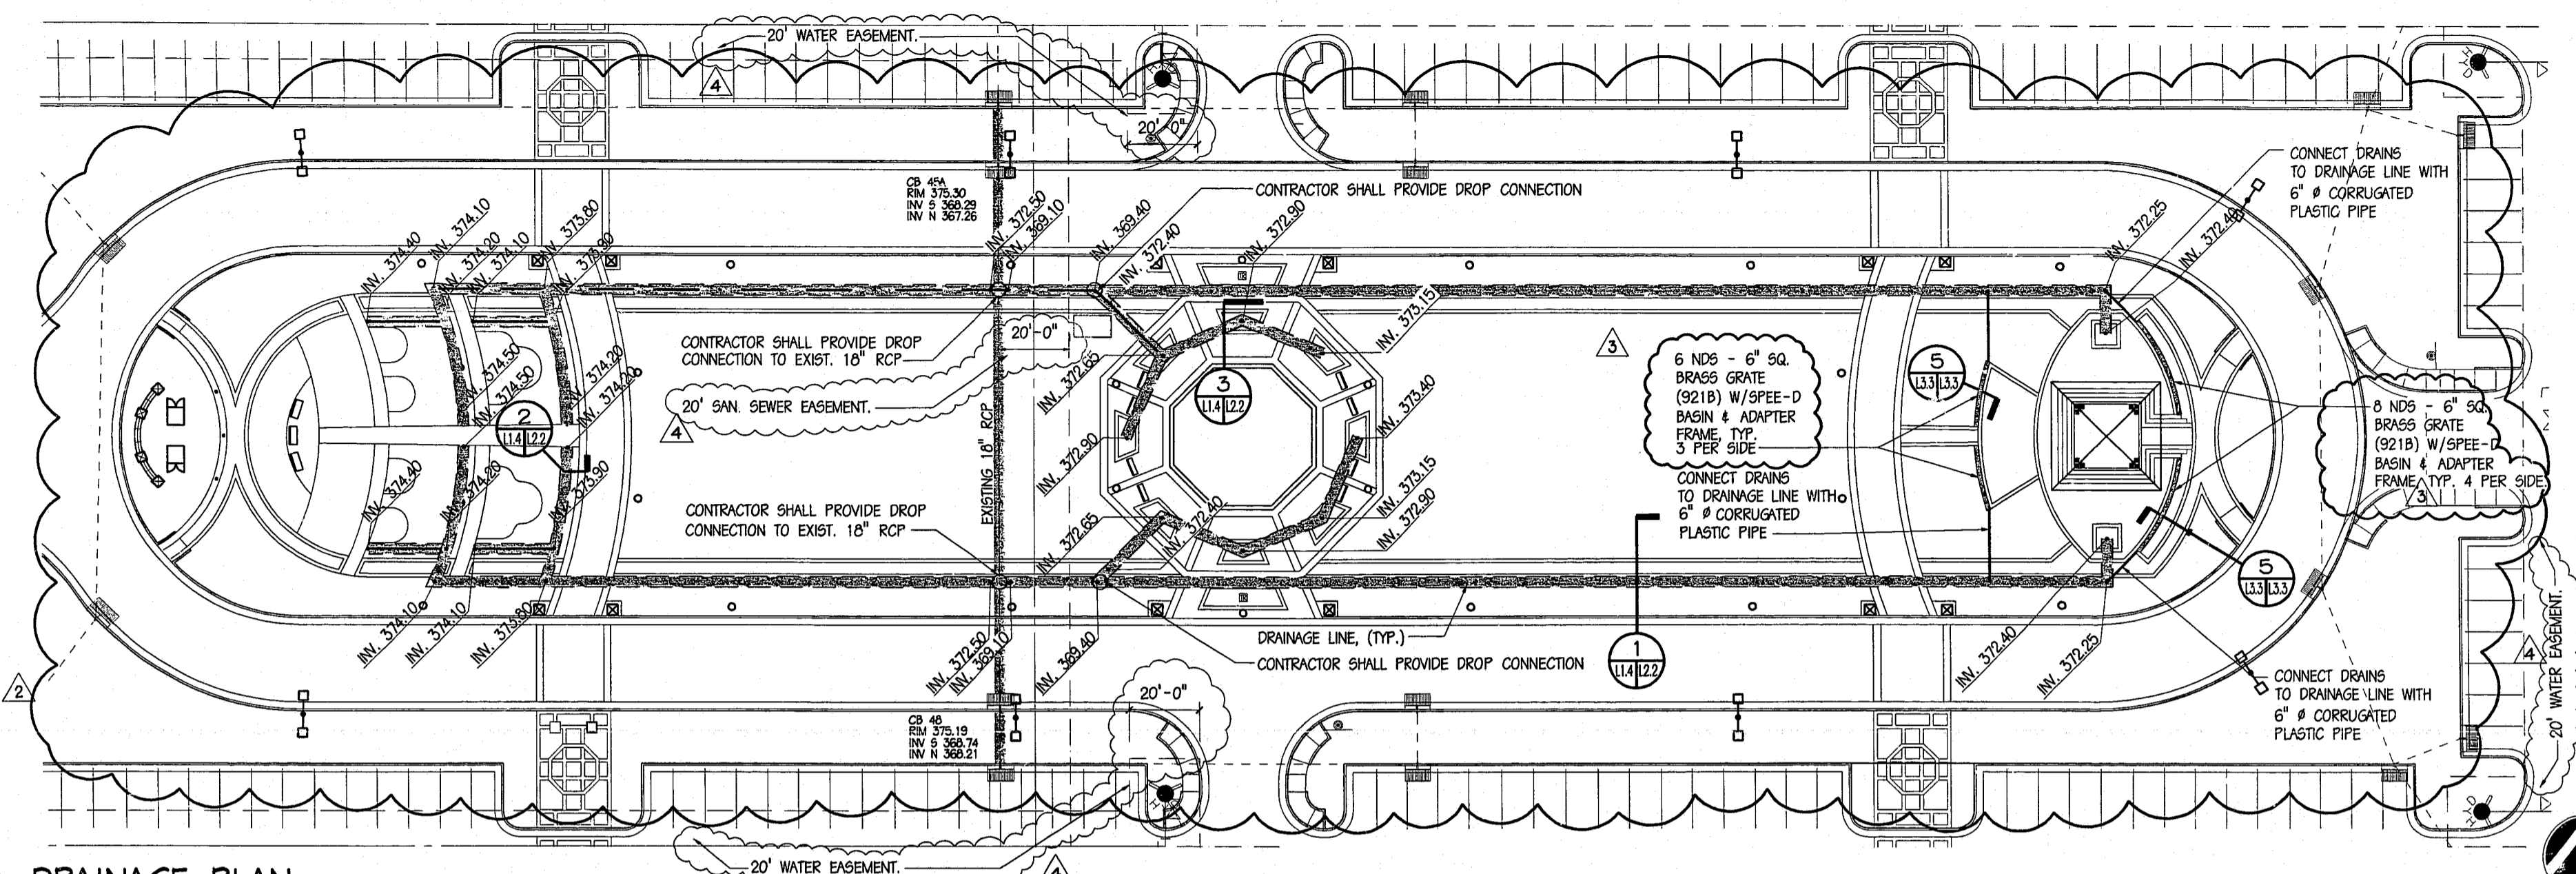 20' WATER EASEMENT.
4
20'-0"
HYD
HYD
CB 45A
RIM 375.30
INV S 368.29
INV N 367.26
INV. 372.50
INV. 369.10
CONTRACTOR SHALL PROVIDE DROP CONNECTION
INV. 369.40
INV. 372.40
INV. 372.90
CONNECT DRAINS
TO DRAINAGE LINE WITH
6" Ø CORRUGATED
PLASTIC PIPE
INV. 372.25
INV. 372.40
INV. 374.40
INV. 374.10
INV. 374.20
INV. 374.10
INV. 373.80
INV. 373.90
CONTRACTOR SHALL PROVIDE DROP
CONNECTION TO EXIST. 18" RCP
20'-0"
INV. 373.15
3
6 NDS - 6" SQ.
BRASS GRATE
(921B) W/SPEE-D
BASIN & ADAPTER
FRAME, TYP.
3 PER SIDE
5
L3.3 L3.3
INV. 374.50
INV. 374.50
INV. 374.20
INV. 374.20
INV. 372.65
3
L1.4 L2.2
INV. 373.40
20' SAN. SEWER EASEMENT.
4
2
L1.4 L2.2
8 NDS - 6" SQ.
BRASS GRATE
(921B) W/SPEE-D
BASIN & ADAPTER
FRAME, TYP. 4 PER SIDE.
3
EXISTING 18" RCP
INV. 374.40
INV. 374.20
INV. 373.90
INV. 372.90
INV. 373.15
INV. 372.90
CONNECT DRAINS
TO DRAINAGE LINE WITH
6" Ø CORRUGATED
PLASTIC PIPE
CONTRACTOR SHALL PROVIDE DROP
CONNECTION TO EXIST. 18" RCP
INV. 372.65
INV. 372.40
5
L3.3 L3.3
INV. 374.10
INV. 374.10
INV. 373.80
INV. 372.50
INV. 369.10
INV. 369.40
DRAINAGE LINE, (TYP.)
CONTRACTOR SHALL PROVIDE DROP CONNECTION
1
L1.4 L2.2
INV. 372.40
INV. 372.25
CONNECT DRAINS
TO DRAINAGE LINE WITH
6" Ø CORRUGATED
PLASTIC PIPE
2
4
20' WATER EASEMENT.
20'-0"
CB 48
RIM 375.19
INV S 368.74
INV N 368.21
HYD
HYD
20' WATER EASEMENT.
4
DRAINAGE PLAN